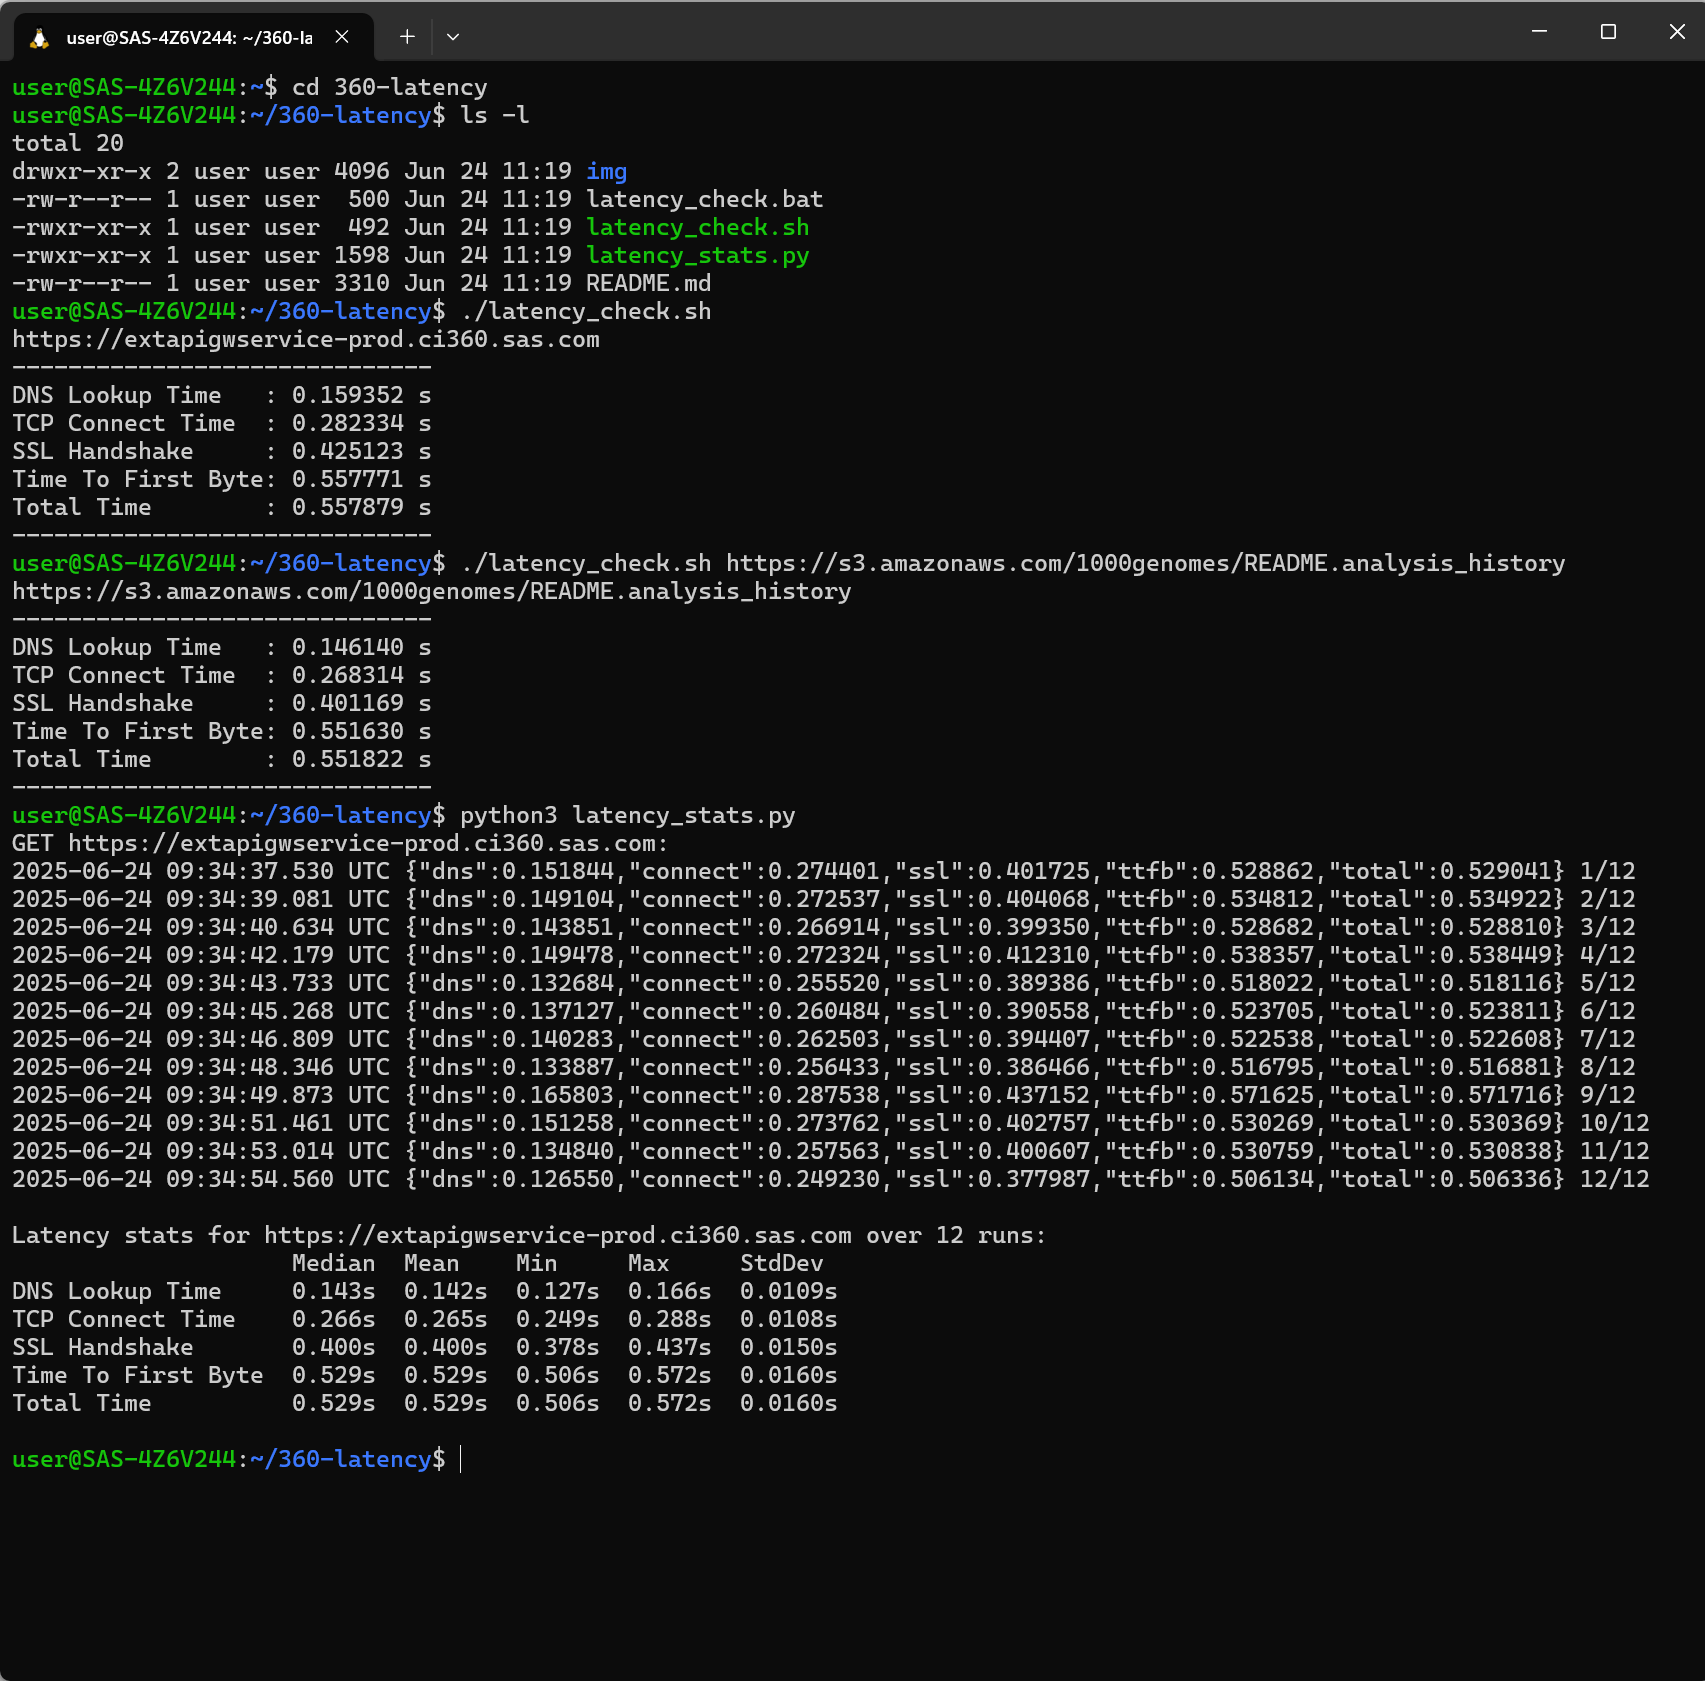 user@SAS-4Z6V244: ~/360-la
user@SAS-4Z6V244:~$ cd 360-latency
user@SAS-4Z6V244:~/360-latency$ ls -l
total 20
drwxr-xr-x 2 user user 4096 Jun 24 11:19 img
-rw-r--r-- 1 user user  500 Jun 24 11:19 latency_check.bat
-rwxr-xr-x 1 user user  492 Jun 24 11:19 latency_check.sh
-rwxr-xr-x 1 user user 1598 Jun 24 11:19 latency_stats.py
-rw-r--r-- 1 user user 3310 Jun 24 11:19 README.md
user@SAS-4Z6V244:~/360-latency$ ./latency_check.sh
https://extapigwservice-prod.ci360.sas.com
------------------------------
DNS Lookup Time   : 0.159352 s
TCP Connect Time  : 0.282334 s
SSL Handshake     : 0.425123 s
Time To First Byte: 0.557771 s
Total Time        : 0.557879 s
------------------------------
user@SAS-4Z6V244:~/360-latency$ ./latency_check.sh https://s3.amazonaws.com/1000genomes/README.analysis_history
https://s3.amazonaws.com/1000genomes/README.analysis_history
------------------------------
DNS Lookup Time   : 0.146140 s
TCP Connect Time  : 0.268314 s
SSL Handshake     : 0.401169 s
Time To First Byte: 0.551630 s
Total Time        : 0.551822 s
------------------------------
user@SAS-4Z6V244:~/360-latency$ python3 latency_stats.py
GET https://extapigwservice-prod.ci360.sas.com:
2025-06-24 09:34:37.530 UTC {"dns":0.151844,"connect":0.274401,"ssl":0.401725,"ttfb":0.528862,"total":0.529041} 1/12
2025-06-24 09:34:39.081 UTC {"dns":0.149104,"connect":0.272537,"ssl":0.404068,"ttfb":0.534812,"total":0.534922} 2/12
2025-06-24 09:34:40.634 UTC {"dns":0.143851,"connect":0.266914,"ssl":0.399350,"ttfb":0.528682,"total":0.528810} 3/12
2025-06-24 09:34:42.179 UTC {"dns":0.149478,"connect":0.272324,"ssl":0.412310,"ttfb":0.538357,"total":0.538449} 4/12
2025-06-24 09:34:43.733 UTC {"dns":0.132684,"connect":0.255520,"ssl":0.389386,"ttfb":0.518022,"total":0.518116} 5/12
2025-06-24 09:34:45.268 UTC {"dns":0.137127,"connect":0.260484,"ssl":0.390558,"ttfb":0.523705,"total":0.523811} 6/12
2025-06-24 09:34:46.809 UTC {"dns":0.140283,"connect":0.262503,"ssl":0.394407,"ttfb":0.522538,"total":0.522608} 7/12
2025-06-24 09:34:48.346 UTC {"dns":0.133887,"connect":0.256433,"ssl":0.386466,"ttfb":0.516795,"total":0.516881} 8/12
2025-06-24 09:34:49.873 UTC {"dns":0.165803,"connect":0.287538,"ssl":0.437152,"ttfb":0.571625,"total":0.571716} 9/12
2025-06-24 09:34:51.461 UTC {"dns":0.151258,"connect":0.273762,"ssl":0.402757,"ttfb":0.530269,"total":0.530369} 10/12
2025-06-24 09:34:53.014 UTC {"dns":0.134840,"connect":0.257563,"ssl":0.400607,"ttfb":0.530759,"total":0.530838} 11/12
2025-06-24 09:34:54.560 UTC {"dns":0.126550,"connect":0.249230,"ssl":0.377987,"ttfb":0.506134,"total":0.506336} 12/12
Latency stats for https://extapigwservice-prod.ci360.sas.com over 12 runs:
                    Median  Mean    Min     Max     StdDev
DNS Lookup Time     0.143s  0.142s  0.127s  0.166s  0.0109s
TCP Connect Time    0.266s  0.265s  0.249s  0.288s  0.0108s
SSL Handshake       0.400s  0.400s  0.378s  0.437s  0.0150s
Time To First Byte  0.529s  0.529s  0.506s  0.572s  0.0160s
Total Time          0.529s  0.529s  0.506s  0.572s  0.0160s
user@SAS-4Z6V244:~/360-latency$